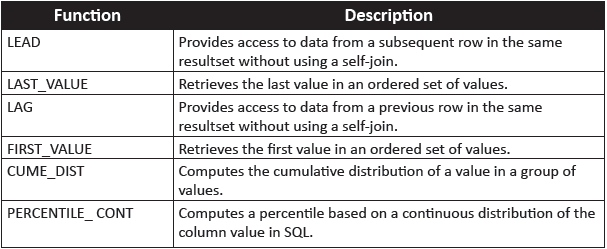 Function Description
LEAD Provides access to data from a subsequent row in the same
resultset without using a self-join.
LAST_VALUE Retrieves the last value in an ordered set of values.
LAG Provides access to data from a previous row in the same
resultset without using a self-join.
FIRST_VALUE Retrieves the first value in an ordered set of values.
CUME_DIST Computes the cumulative distribution of a value in a group of
values.
PERCENTILE_ CONT Computes a percentile based on a continuous distribution of the
column value in SQL.